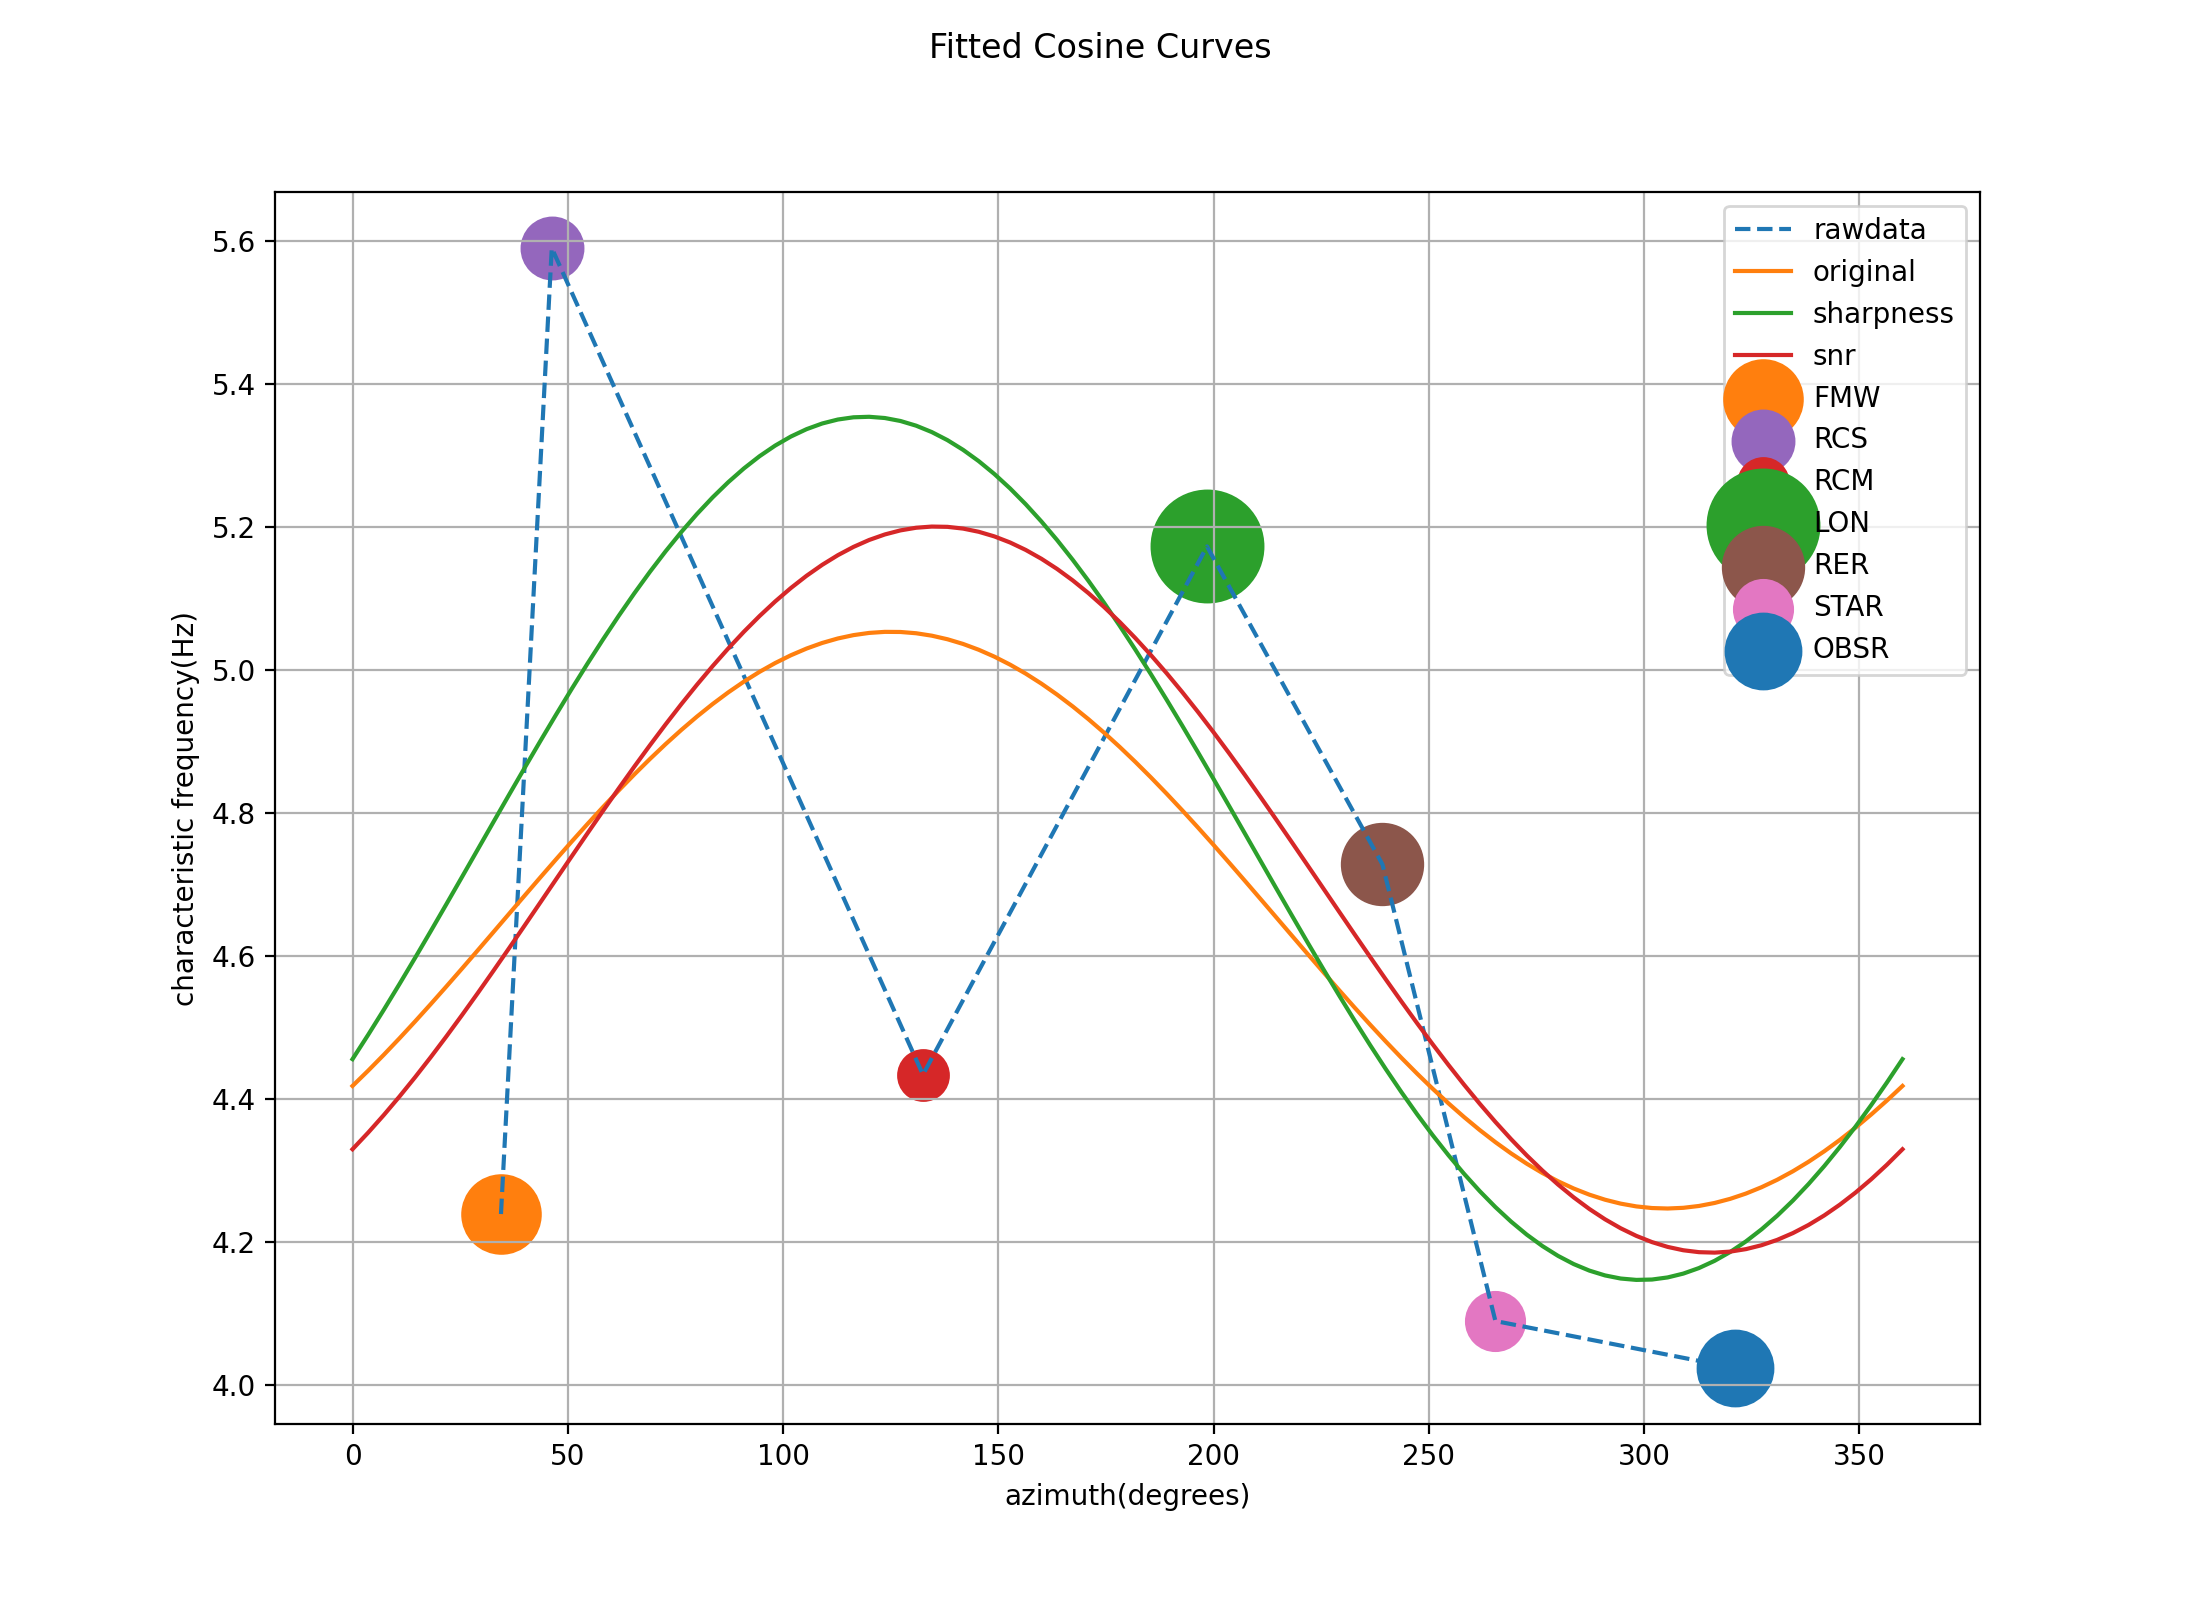 Fitted Cosine Curves
5.6
5.4
5.2
5.0
4.8
4.6
4.4
4.2
4.0
characteristic frequency(Hz)
rawdata
original
sharpness
snr
FMW
RCS
RCM
LON
RER
STAR
OBSR
0 50 100 150 200 250 300 350
azimuth(degrees)